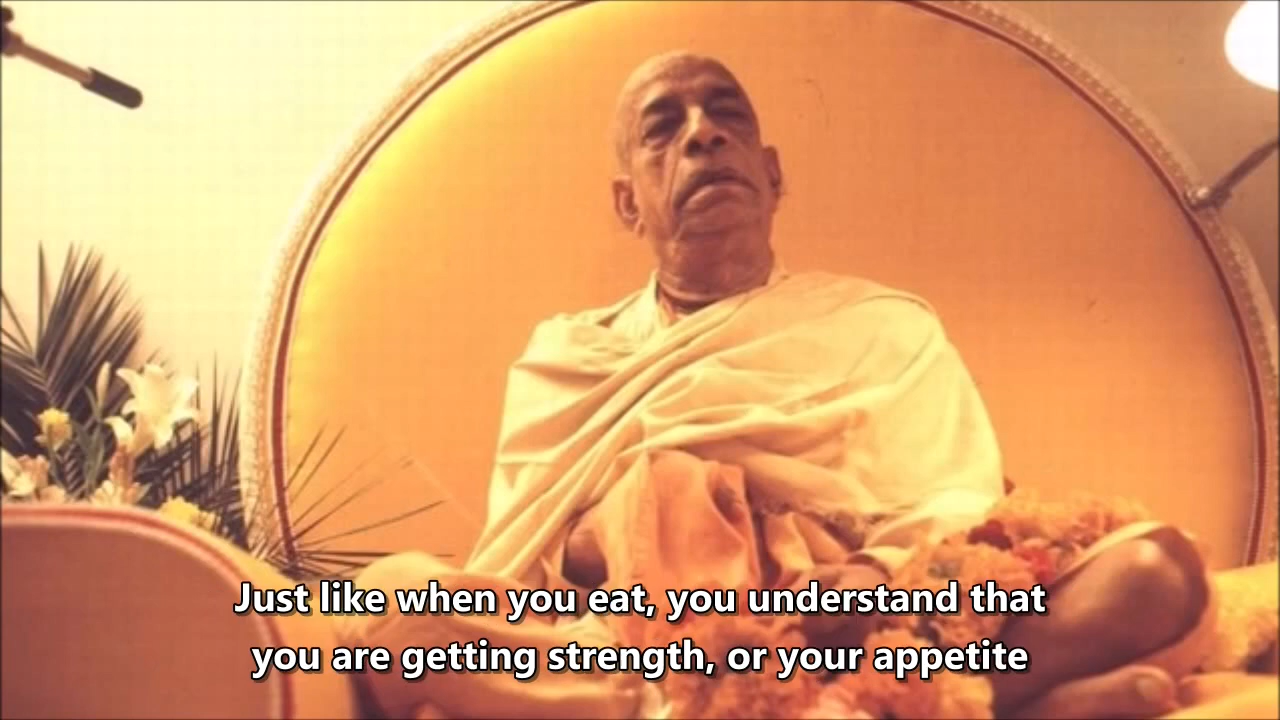 Just like when you eat, you understand that
you are getting strength, or your appetite